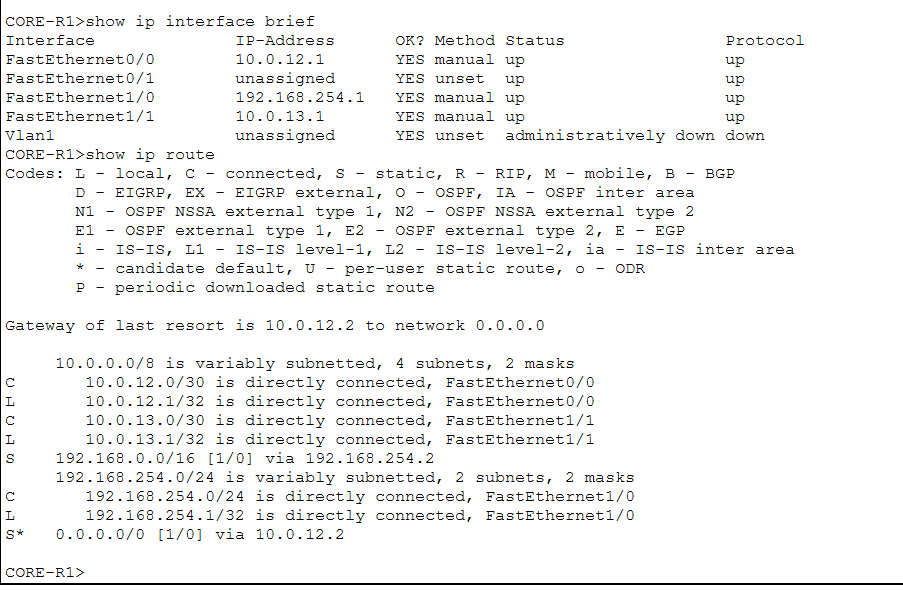 CORE-R1>show ip interface brief
Interface              IP-Address      OK? Method Status                Protocol
FastEthernet0/0        10.0.12.1       YES manual up                    up
FastEthernet0/1        unassigned      YES unset  up                    up
FastEthernet1/0        192.168.254.1   YES manual up                    up
FastEthernet1/1        10.0.13.1       YES manual up                    up
Vlan1                  unassigned      YES unset  administratively down down
CORE-R1>show ip route
Codes: L - local, C - connected, S - static, R - RIP, M - mobile, B - BGP
       D - EIGRP, EX - EIGRP external, O - OSPF, IA - OSPF inter area
       N1 - OSPF NSSA external type 1, N2 - OSPF NSSA external type 2
       E1 - OSPF external type 1, E2 - OSPF external type 2, E - EGP
       i - IS-IS, L1 - IS-IS level-1, L2 - IS-IS level-2, ia - IS-IS inter area
       * - candidate default, U - per-user static route, o - ODR
       P - periodic downloaded static route

Gateway of last resort is 10.0.12.2 to network 0.0.0.0

     10.0.0.0/8 is variably subnetted, 4 subnets, 2 masks
C       10.0.12.0/30 is directly connected, FastEthernet0/0
L       10.0.12.1/32 is directly connected, FastEthernet0/0
C       10.0.13.0/30 is directly connected, FastEthernet1/1
L       10.0.13.1/32 is directly connected, FastEthernet1/1
S    192.168.0.0/16 [1/0] via 192.168.254.2
     192.168.254.0/24 is variably subnetted, 2 subnets, 2 masks
C       192.168.254.0/24 is directly connected, FastEthernet1/0
L       192.168.254.1/32 is directly connected, FastEthernet1/0
S*   0.0.0.0/0 [1/0] via 10.0.12.2

CORE-R1>